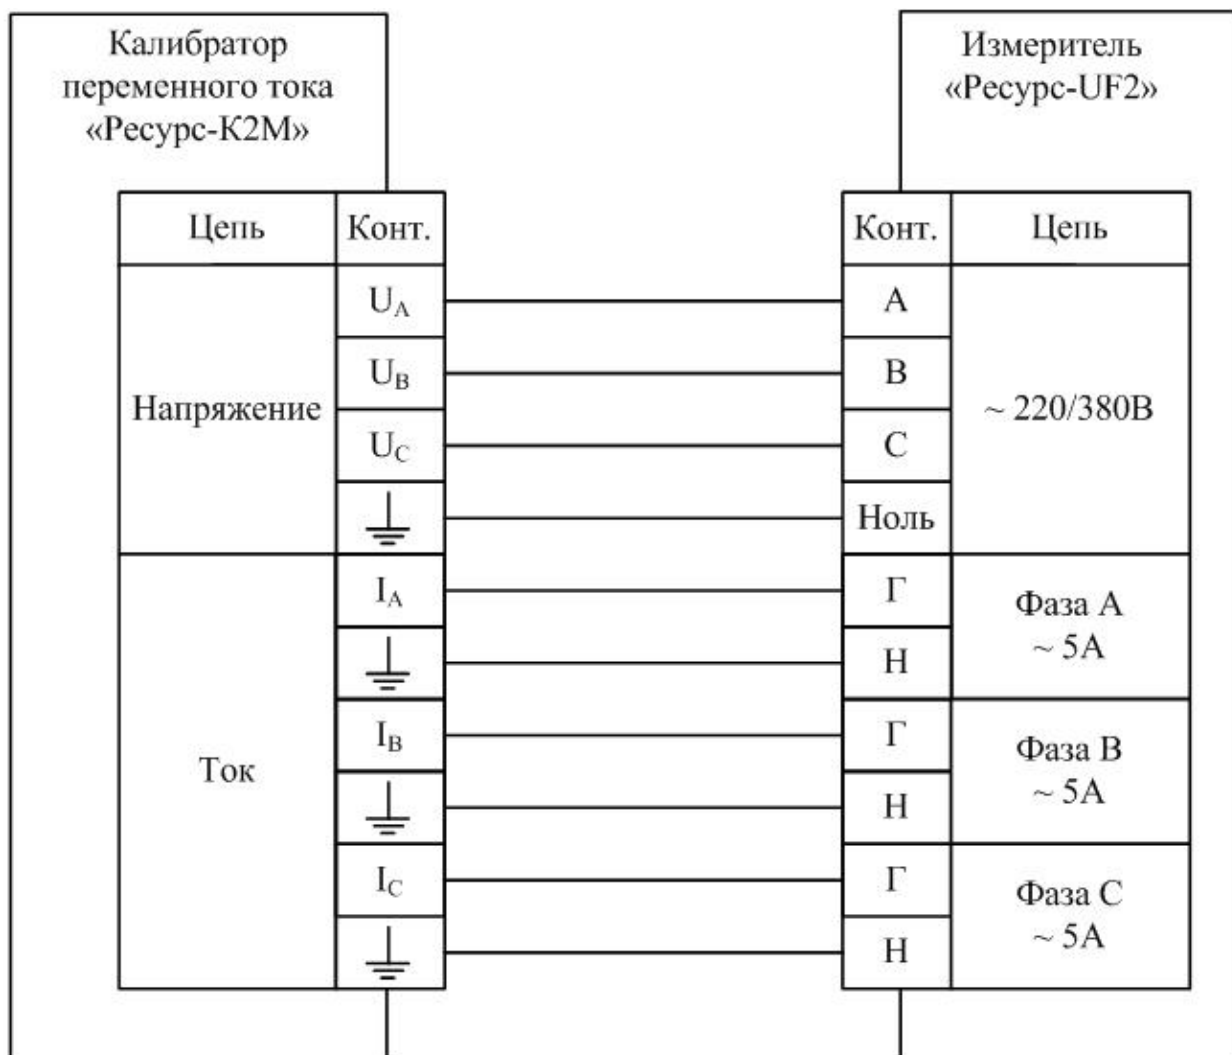 Калибратор
переменного тока
«Ресурс-К2М»
Измеритель
«Ресурс-UF2»
Цепь Конт.
Конт. Цепь
Напряжение
U_A
U_B
U_C
A
B
C
Ноль
~ 220/380В
Ток
I_A
I_B
I_C
Г
Н
Фаза А
~ 5А
Г
Н
Фаза В
~ 5А
Г
Н
Фаза С
~ 5А